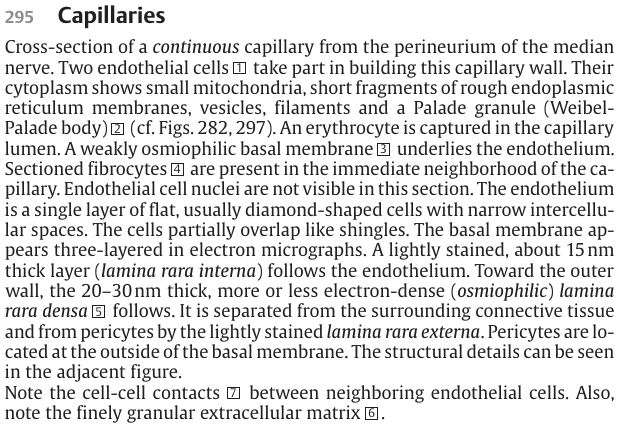 295 Capillaries
Cross-section of a continuous capillary from the perineurium of the median
nerve. Two endothelial cells 1 take part in building this capillary wall. Their
cytoplasm shows small mitochondria, short fragments of rough endoplasmic
reticulum membranes, vesicles, filaments and a Palade granule (Weibel-
Palade body) 2 (cf. Figs. 282, 297). An erythrocyte is captured in the capillary
lumen. A weakly osmiophilic basal membrane 3 underlies the endothelium.
Sectioned fibrocytes 4 are present in the immediate neighborhood of the ca-
pillary. Endothelial cell nuclei are not visible in this section. The endothelium
is a single layer of flat, usually diamond-shaped cells with narrow intercellu-
lar spaces. The cells partially overlap like shingles. The basal membrane ap-
pears three-layered in electron micrographs. A lightly stained, about 15 nm
thick layer (lamina rara interna) follows the endothelium. Toward the outer
wall, the 20–30 nm thick, more or less electron-dense (osmiophilic) lamina
rara densa 5 follows. It is separated from the surrounding connective tissue
and from pericytes by the lightly stained lamina rara externa. Pericytes are lo-
cated at the outside of the basal membrane. The structural details can be seen
in the adjacent figure.
Note the cell-cell contacts 7 between neighboring endothelial cells. Also,
note the finely granular extracellular matrix 6.